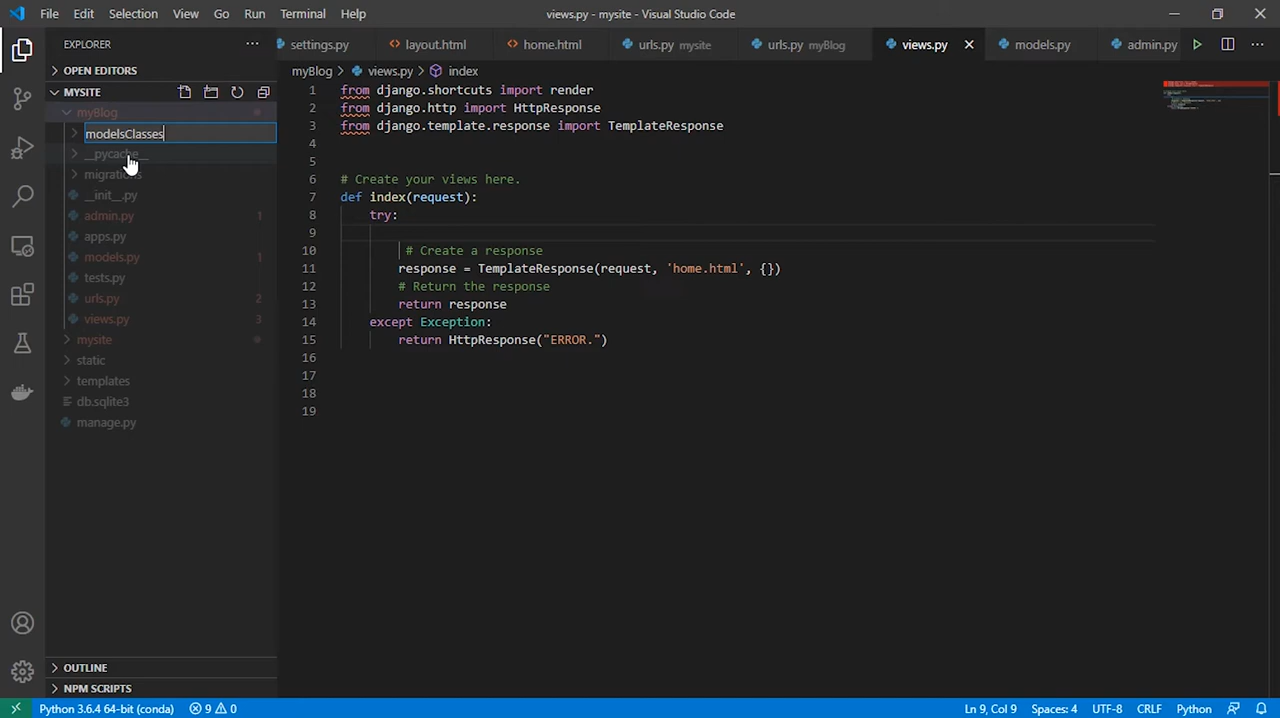 File Edit Selection View Go Run Terminal Help
views.py - mysite - Visual Studio Code
EXPLORER
settings.py
layout.html
home.html
urls.py mysite
urls.py myBlog
views.py
models.py
admin.py
OPEN EDITORS
myBlog > views.py > index
MYSITE
myBlog
modelsClasses
__pycache__
migrations
__init__.py
admin.py 1
apps.py
models.py 1
tests.py
urls.py 2
views.py 3
mysite
static
templates
db.sqlite3
manage.py
1 from django.shortcuts import render
2 from django.http import HttpResponse
3 from django.template.response import TemplateResponse
4
5
6 # Create your views here.
7 def index(request):
8 try:
9
10 # Create a response
11 response = TemplateResponse(request, 'home.html', {})
12 # Return the response
13 return response
14 except Exception:
15 return HttpResponse("ERROR.")
16
17
18
19
OUTLINE
NPM SCRIPTS
Python 3.6.4 64-bit (conda) 9 0
Ln 9, Col 9 Spaces: 4 UTF-8 CRLF Python